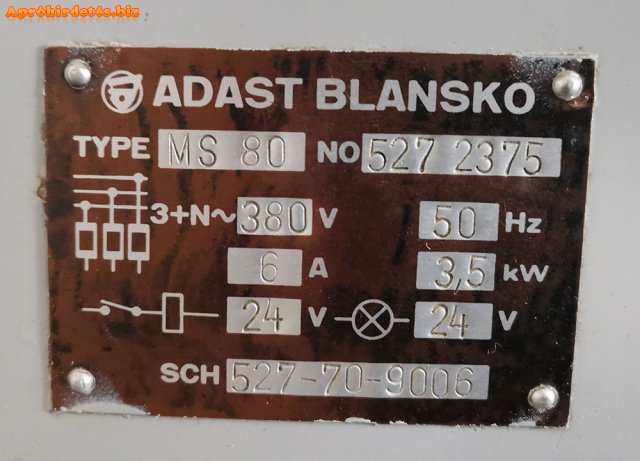 Apróhirdetés.biz
ADAST BLANSKO
TYPE MS 80 NO 527 2375
3+N~ 380 V 50 Hz
6 A 3,5 kW
24 V 24 V
SCH 527-70-9006